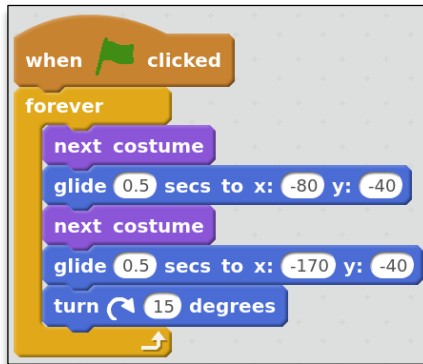 when clicked
forever
next costume
glide 0.5 secs to x: -80 y: -40
next costume
glide 0.5 secs to x: -170 y: -40
turn 15 degrees